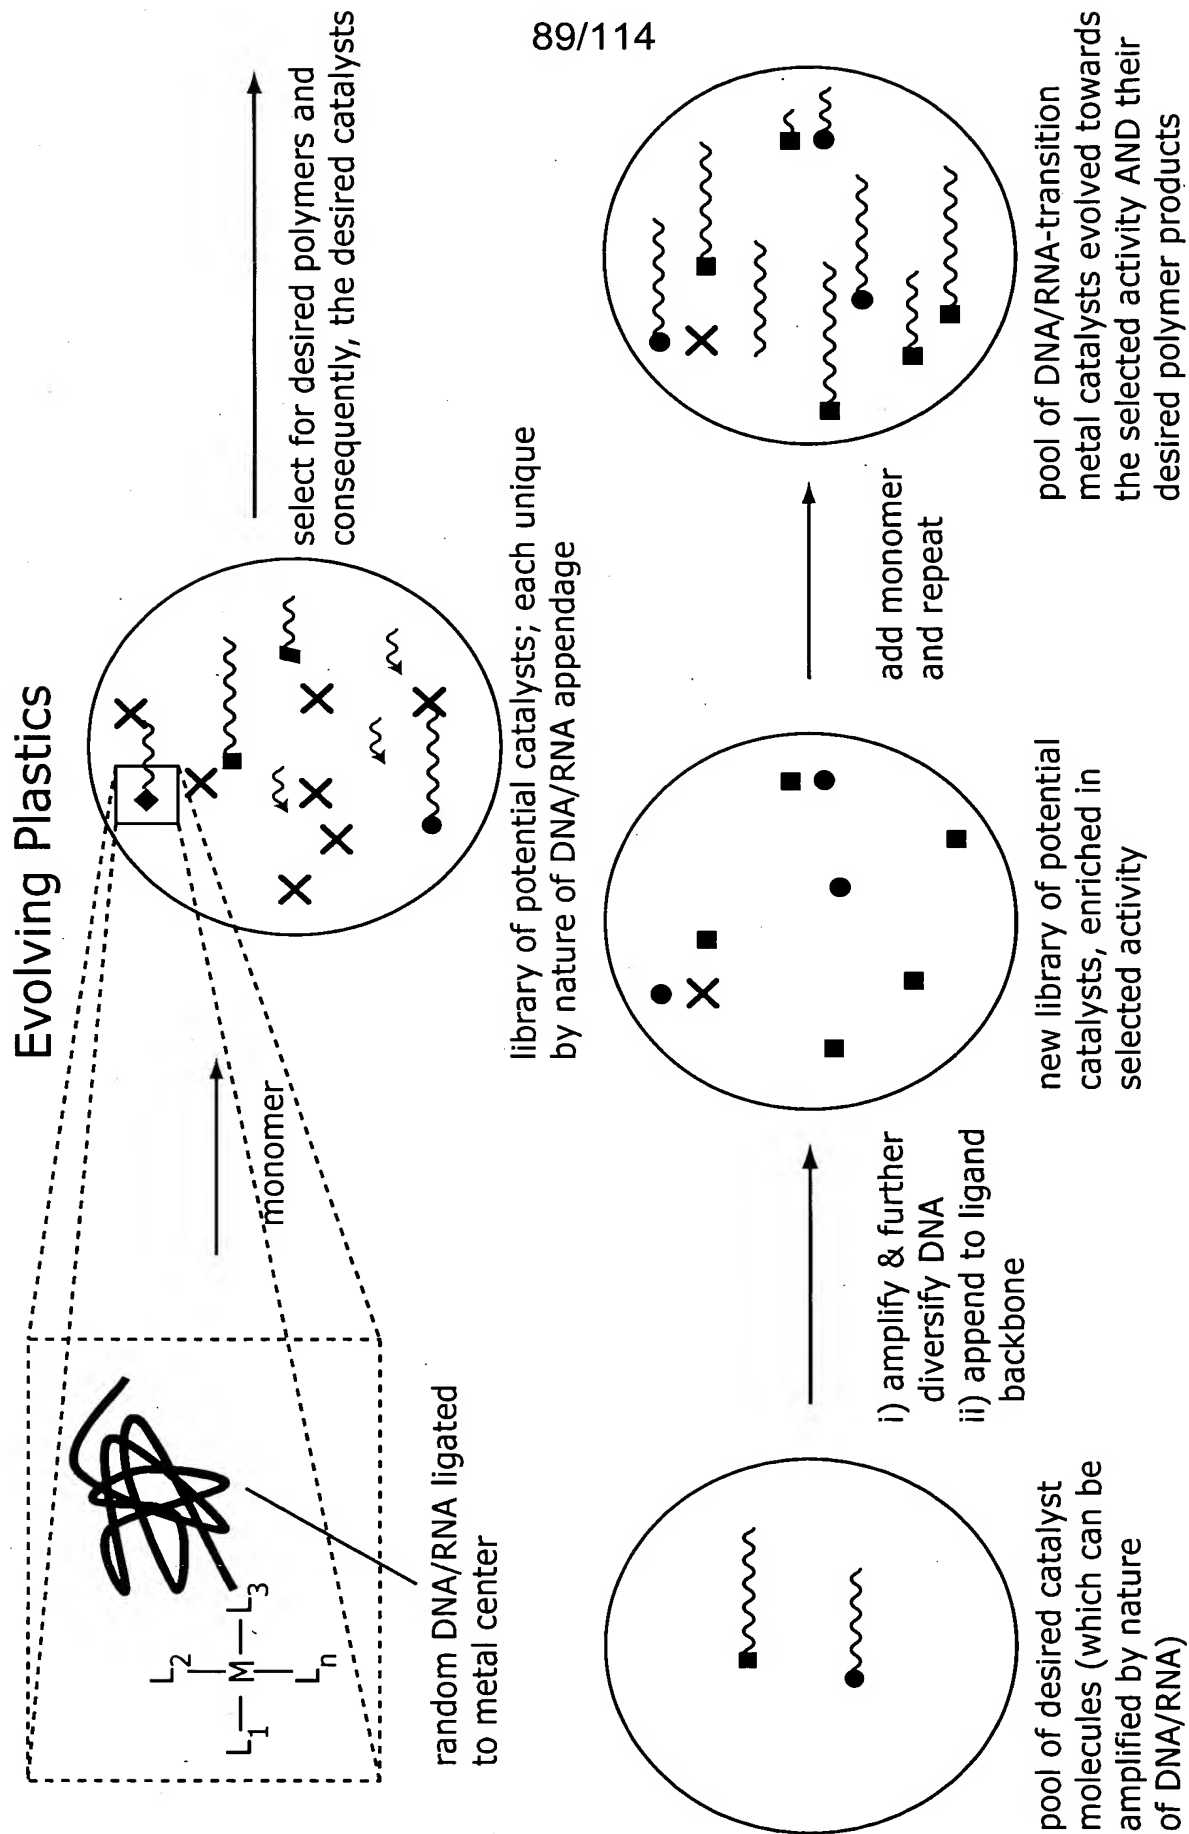 89/114
Evolving Plastics
L1
L2
M
L3
Ln
random DNA/RNA ligated
to metal center
monomer
library of potential catalysts; each unique
by nature of DNA/RNA appendage
select for desired polymers and
consequently, the desired catalysts
pool of desired catalyst
molecules (which can be
amplified by nature
of DNA/RNA)
i) amplify & further
diversify DNA
ii) append to ligand
backbone
new library of potential
catalysts, enriched in
selected activity
add monomer
and repeat
pool of DNA/RNA-transition
metal catalysts evolved towards
the selected activity AND their
desired polymer products